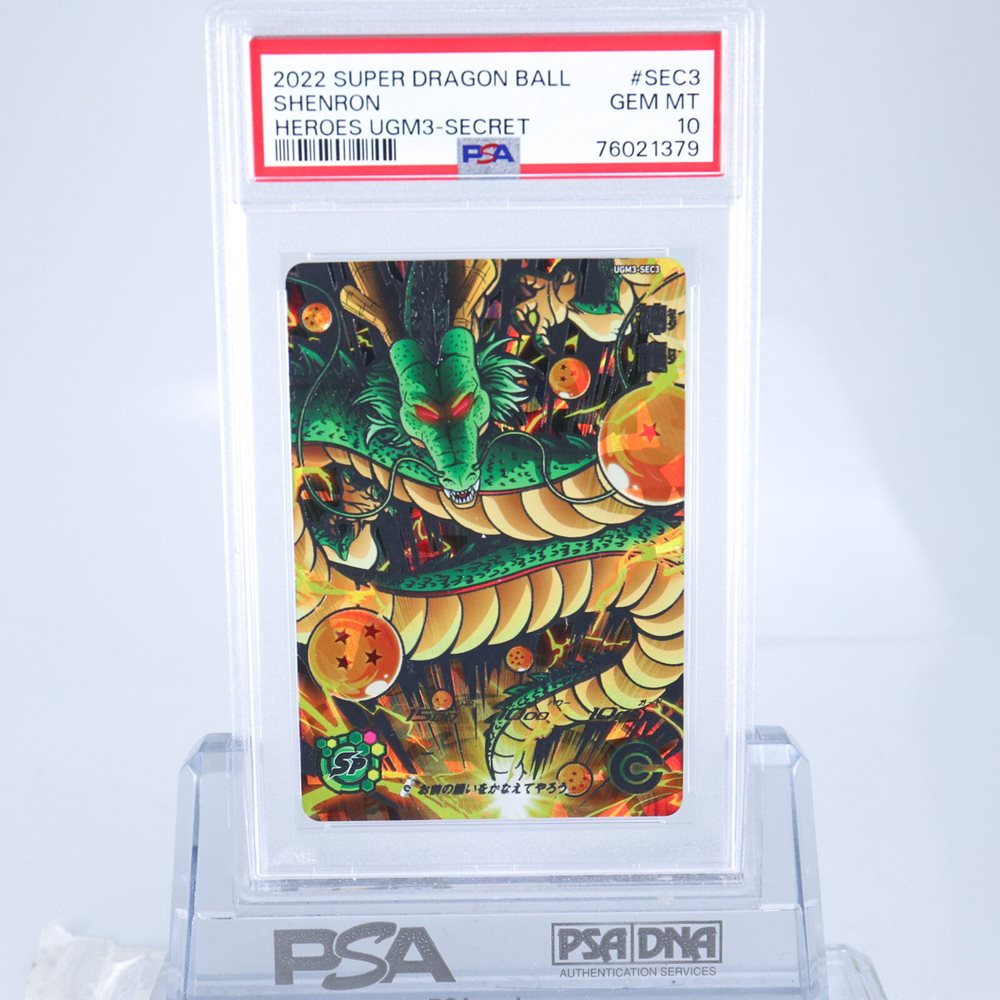 2022 SUPER DRAGON BALL #SEC3
SHENRON GEM MT
HEROES UGM3-SECRET 10
PSA 76021379
UGM3-SEC3
SP
お前の願いをかなえてやろう
PSA
PSA DNA
AUTHENTICATION SERVICES